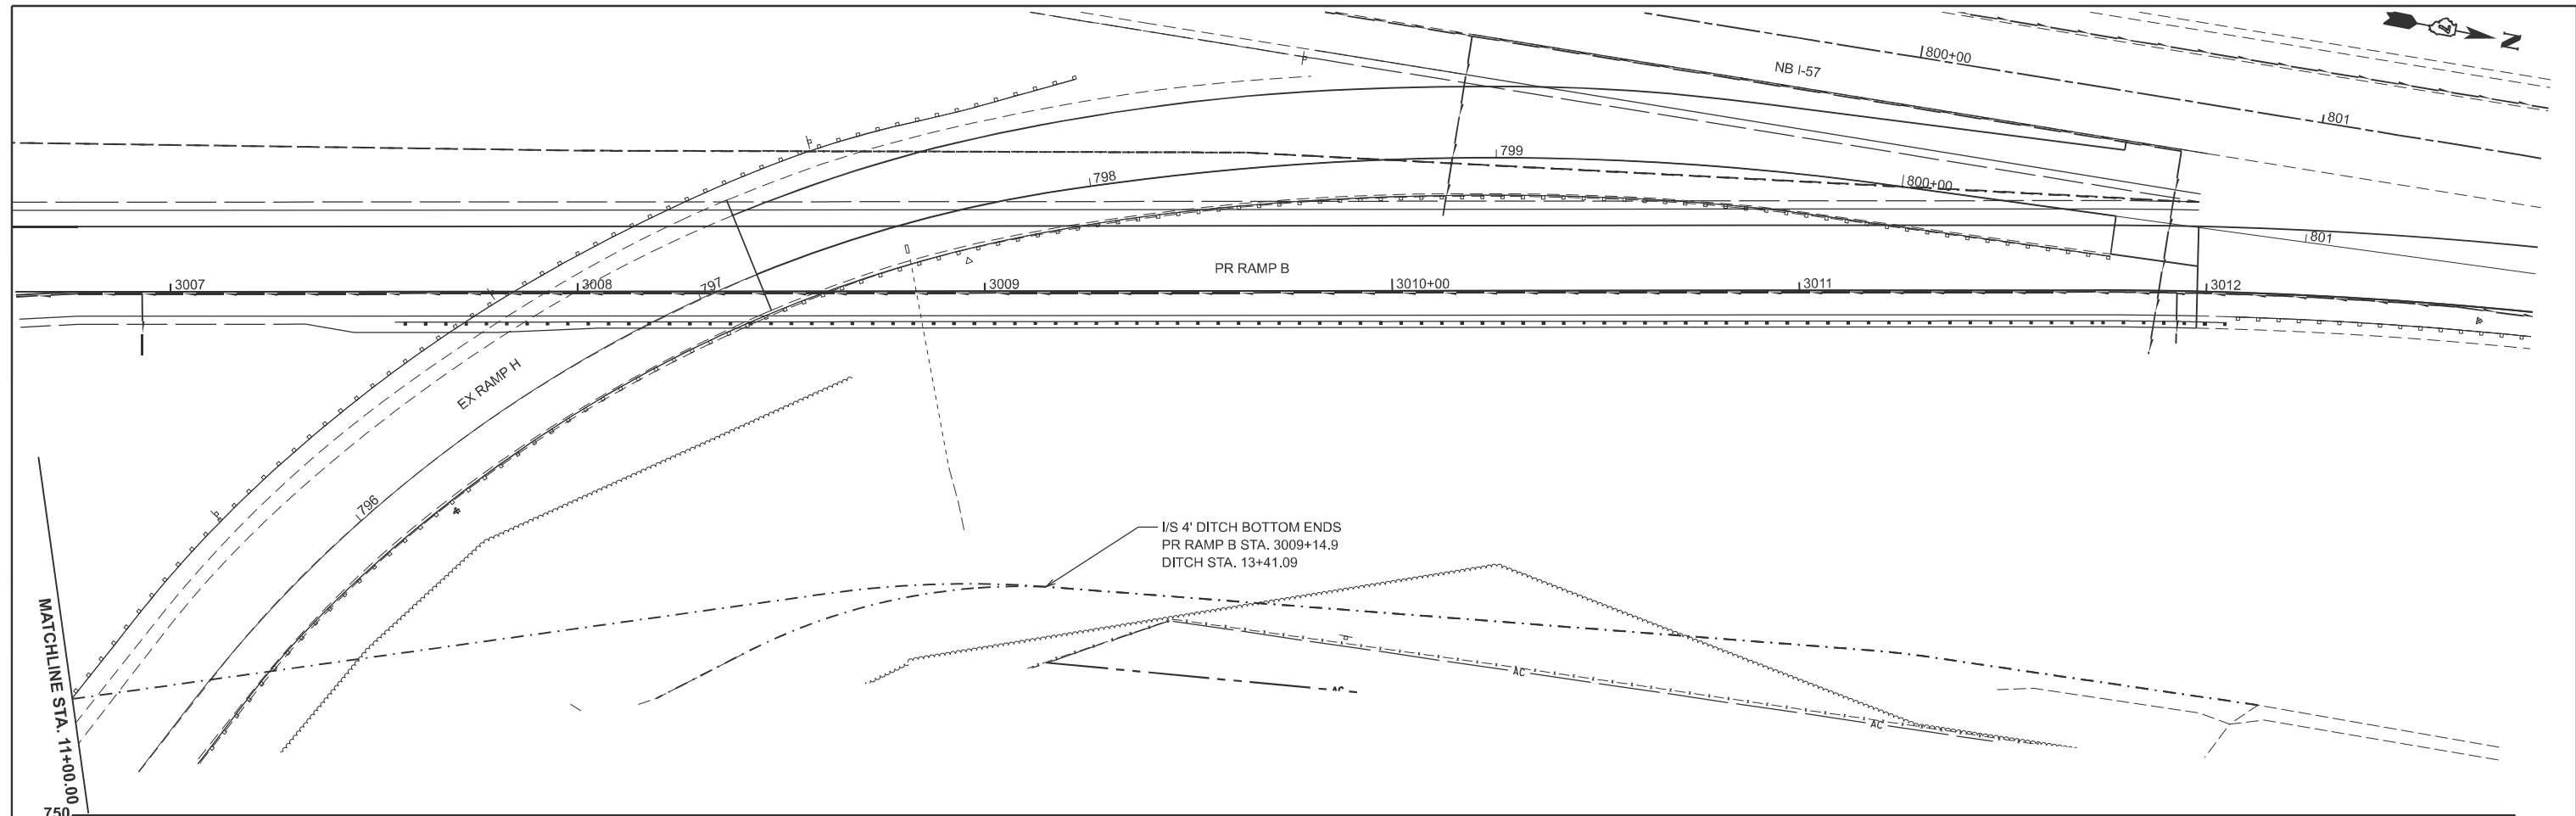 800+00
NB I-57
N
801
799
798
800+00
801
PR RAMP B
3007
3008
797
3009
3010+00
3011
3012
EX RAMP H
796
I/S 4' DITCH BOTTOM ENDS
PR RAMP B STA. 3009+14.9
DITCH STA. 13+41.09
MATCHLINE STA. 11+00.00
AC
AC
AC
750